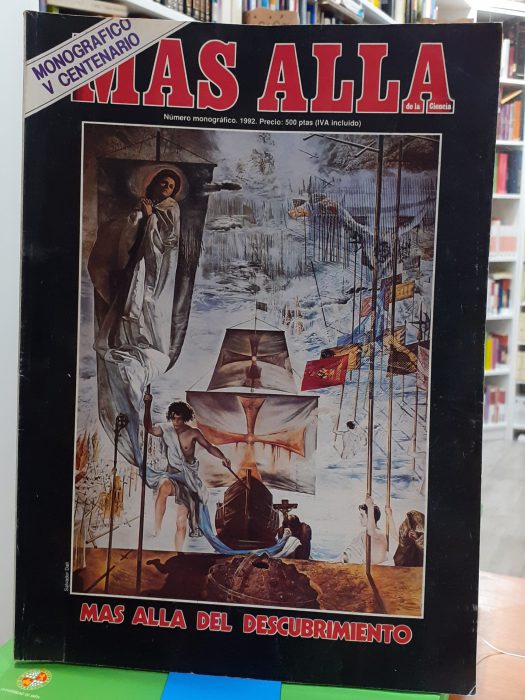 MONOGRAFICO
V CENTENARIO
MAS ALLA
de la Ciencia
Número monográfico. 1992. Precio: 500 ptas (IVA incluido)
Salvador Dalí
MAS ALLA DEL DESCUBRIMIENTO